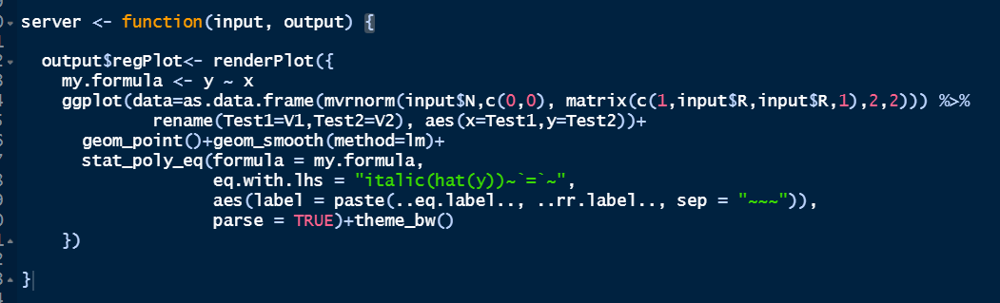 server <- function(input, output) {
output$regPlot<- renderPlot({
my.formula <- y ~ x
ggplot(data=as.data.frame(mvrnorm(input$N,c(0,0), matrix(c(1,input$R,input$R,1),2,2))) %>%
rename(Test1=V1,Test2=V2), aes(x=Test1,y=Test2))+
geom_point()+geom_smooth(method=lm)+
stat_poly_eq(formula = my.formula,
eq.with.lhs = "italic(hat(y))~`=`~",
aes(label = paste(..eq.label.., ..rr.label.., sep = "~~~")),
parse = TRUE)+theme_bw()
})
}